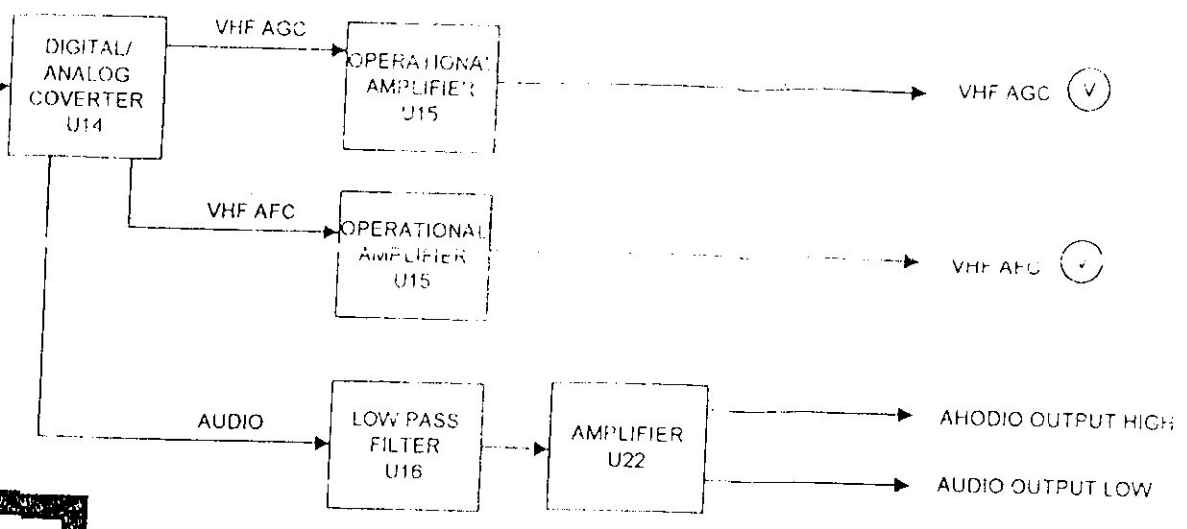 VHF AGC
DIGITAL/
ANALOG
COVERTER
U14
OPERATIONAL
AMPLIFIER
U15
VHF AGC V
VHF AFC
OPERATIONAL
AMPLIFIER
U15
VHF AFC
AUDIO
LOW PASS
FILTER
U16
AMPLIFIER
U22
AHODIO OUTPUT HIGH
AUDIO OUTPUT LOW